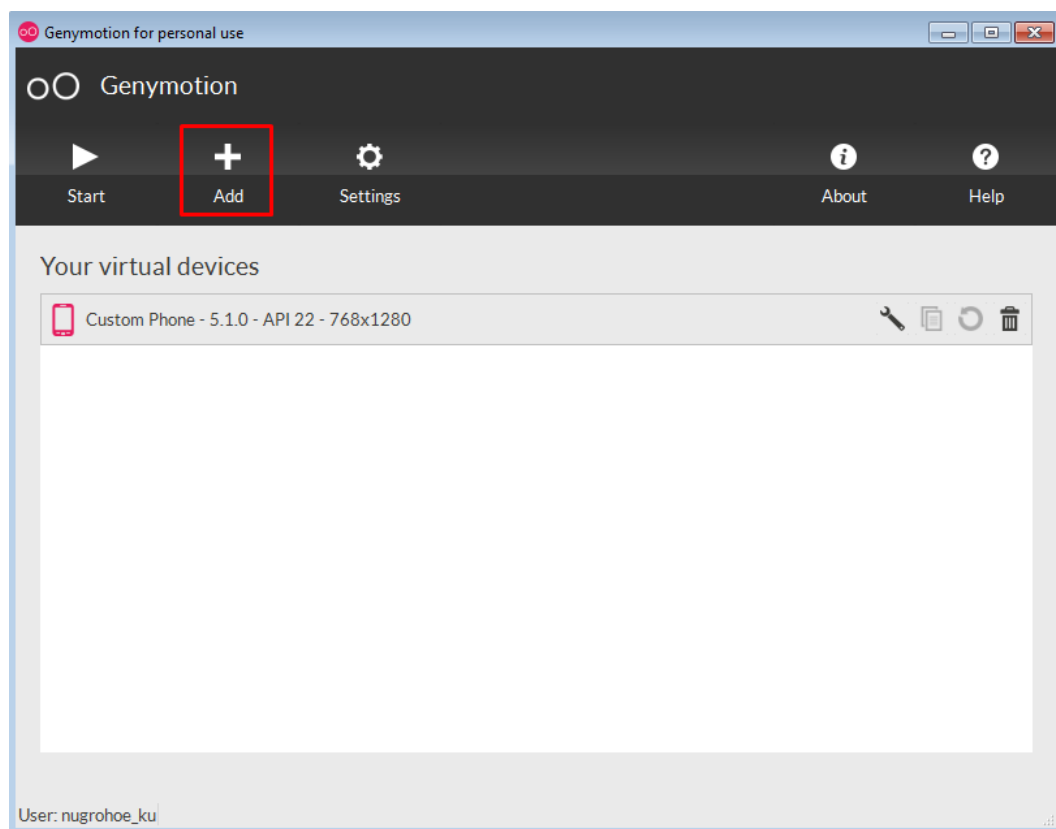 Genymotion for personal use
oO Genymotion
Start Add Settings About Help
Your virtual devices
Custom Phone - 5.1.0 - API 22 - 768x1280
User: nugrohoe_ku